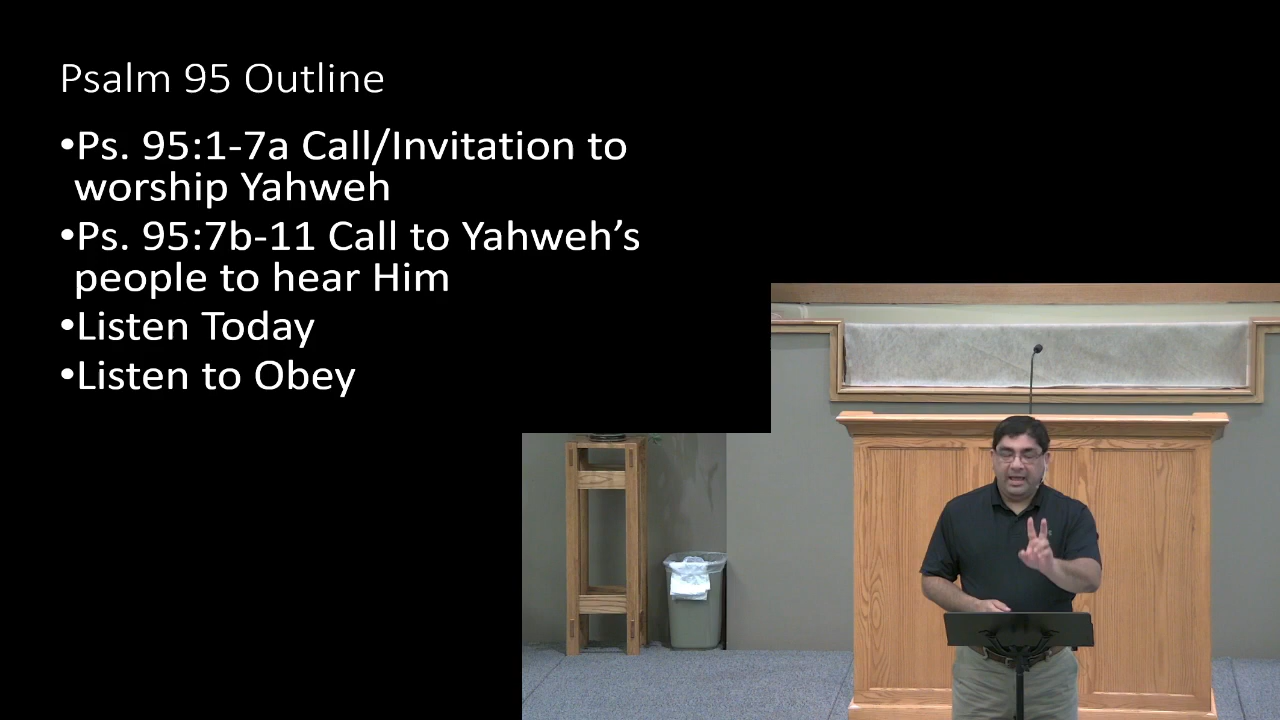 Psalm 95 Outline
•Ps. 95:1-7a Call/Invitation to
worship Yahweh
•Ps. 95:7b-11 Call to Yahweh’s
people to hear Him
•Listen Today
•Listen to Obey